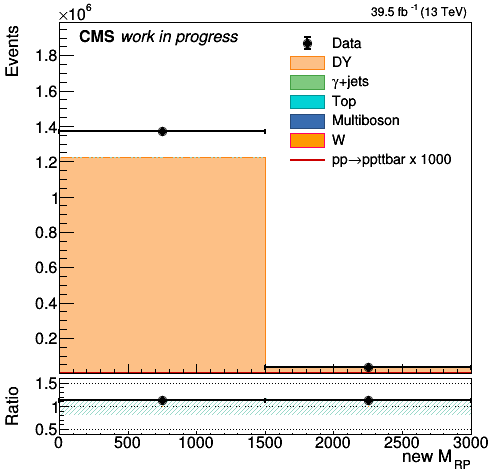 ×10⁶
39.5 fb⁻¹ (13 TeV)
CMS work in progress
Events
Data
DY
γ+jets
Top
Multiboson
W
pp→ppttbar x 1000
1.8
1.6
1.4
1.2
1
0.8
0.6
0.4
0.2
Ratio
1.5
1
0.5
0 500 1000 1500 2000 2500 3000
new M_RP